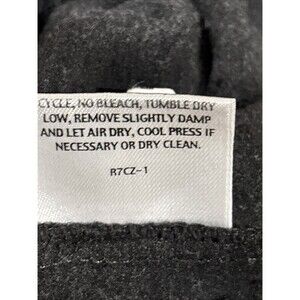 CYCLE, NO BLEACH, TUMBLE DRY
LOW, REMOVE SLIGHTLY DAMP
AND LET AIR DRY, COOL PRESS IF
NECESSARY OR DRY CLEAN.
R7CZ-1